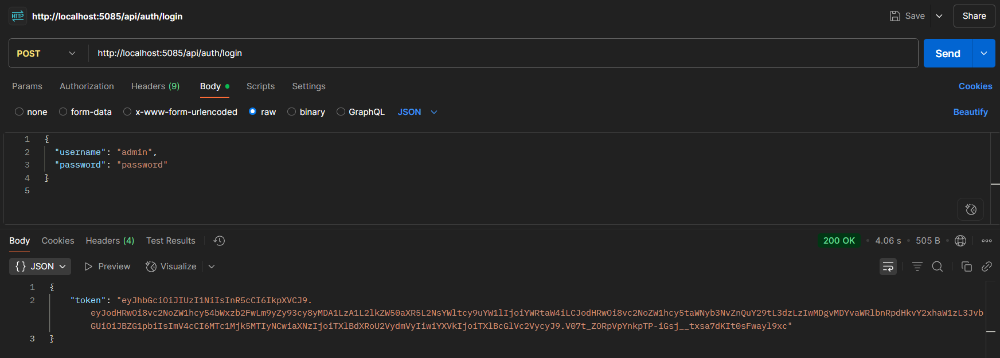 HTTP http://localhost:5085/api/auth/login Save Share
POST http://localhost:5085/api/auth/login Send
Params Authorization Headers (9) Body Scripts Settings Cookies
none form-data x-www-form-urlencoded raw binary GraphQL JSON Beautify
1 {
2 "username": "admin",
3 "password": "password"
4 }
5
Body Cookies Headers (4) Test Results 200 OK • 4.06 s • 505 B •
{} JSON Preview Visualize
1 {
2 "token": "eyJhbGciOiJIUzI1NiIsInR5cCI6IkpXVCJ9.
eyJodHRwOi8vc2NoZW1hcy54bWxzb2FwLm9yZy93cy8yMDA1LzA1L2lkZW50aXR5L2NsYWltcy9uYW1lIjoiYWRtaW4iLCJodHRwOi8vc2NoZW1hcy5taWNyb3NvZnQuY29tL3dzLzIwMDgvMDYvaWRlbnRpdHkvY2xhaW1zL3Jvb
GUiOiJBZG1pbiIsImV4cCI6MTc1Mjk5MTIyNCwiaXNzIjoiTXlBdXRoU2VydmVyIiwiYXVkIjoiTXlBcGlVc2VycyJ9.V07t_ZORpVpYnkpTP-iGsj__txsa7dKIt0sFwayl9xc"
3 }